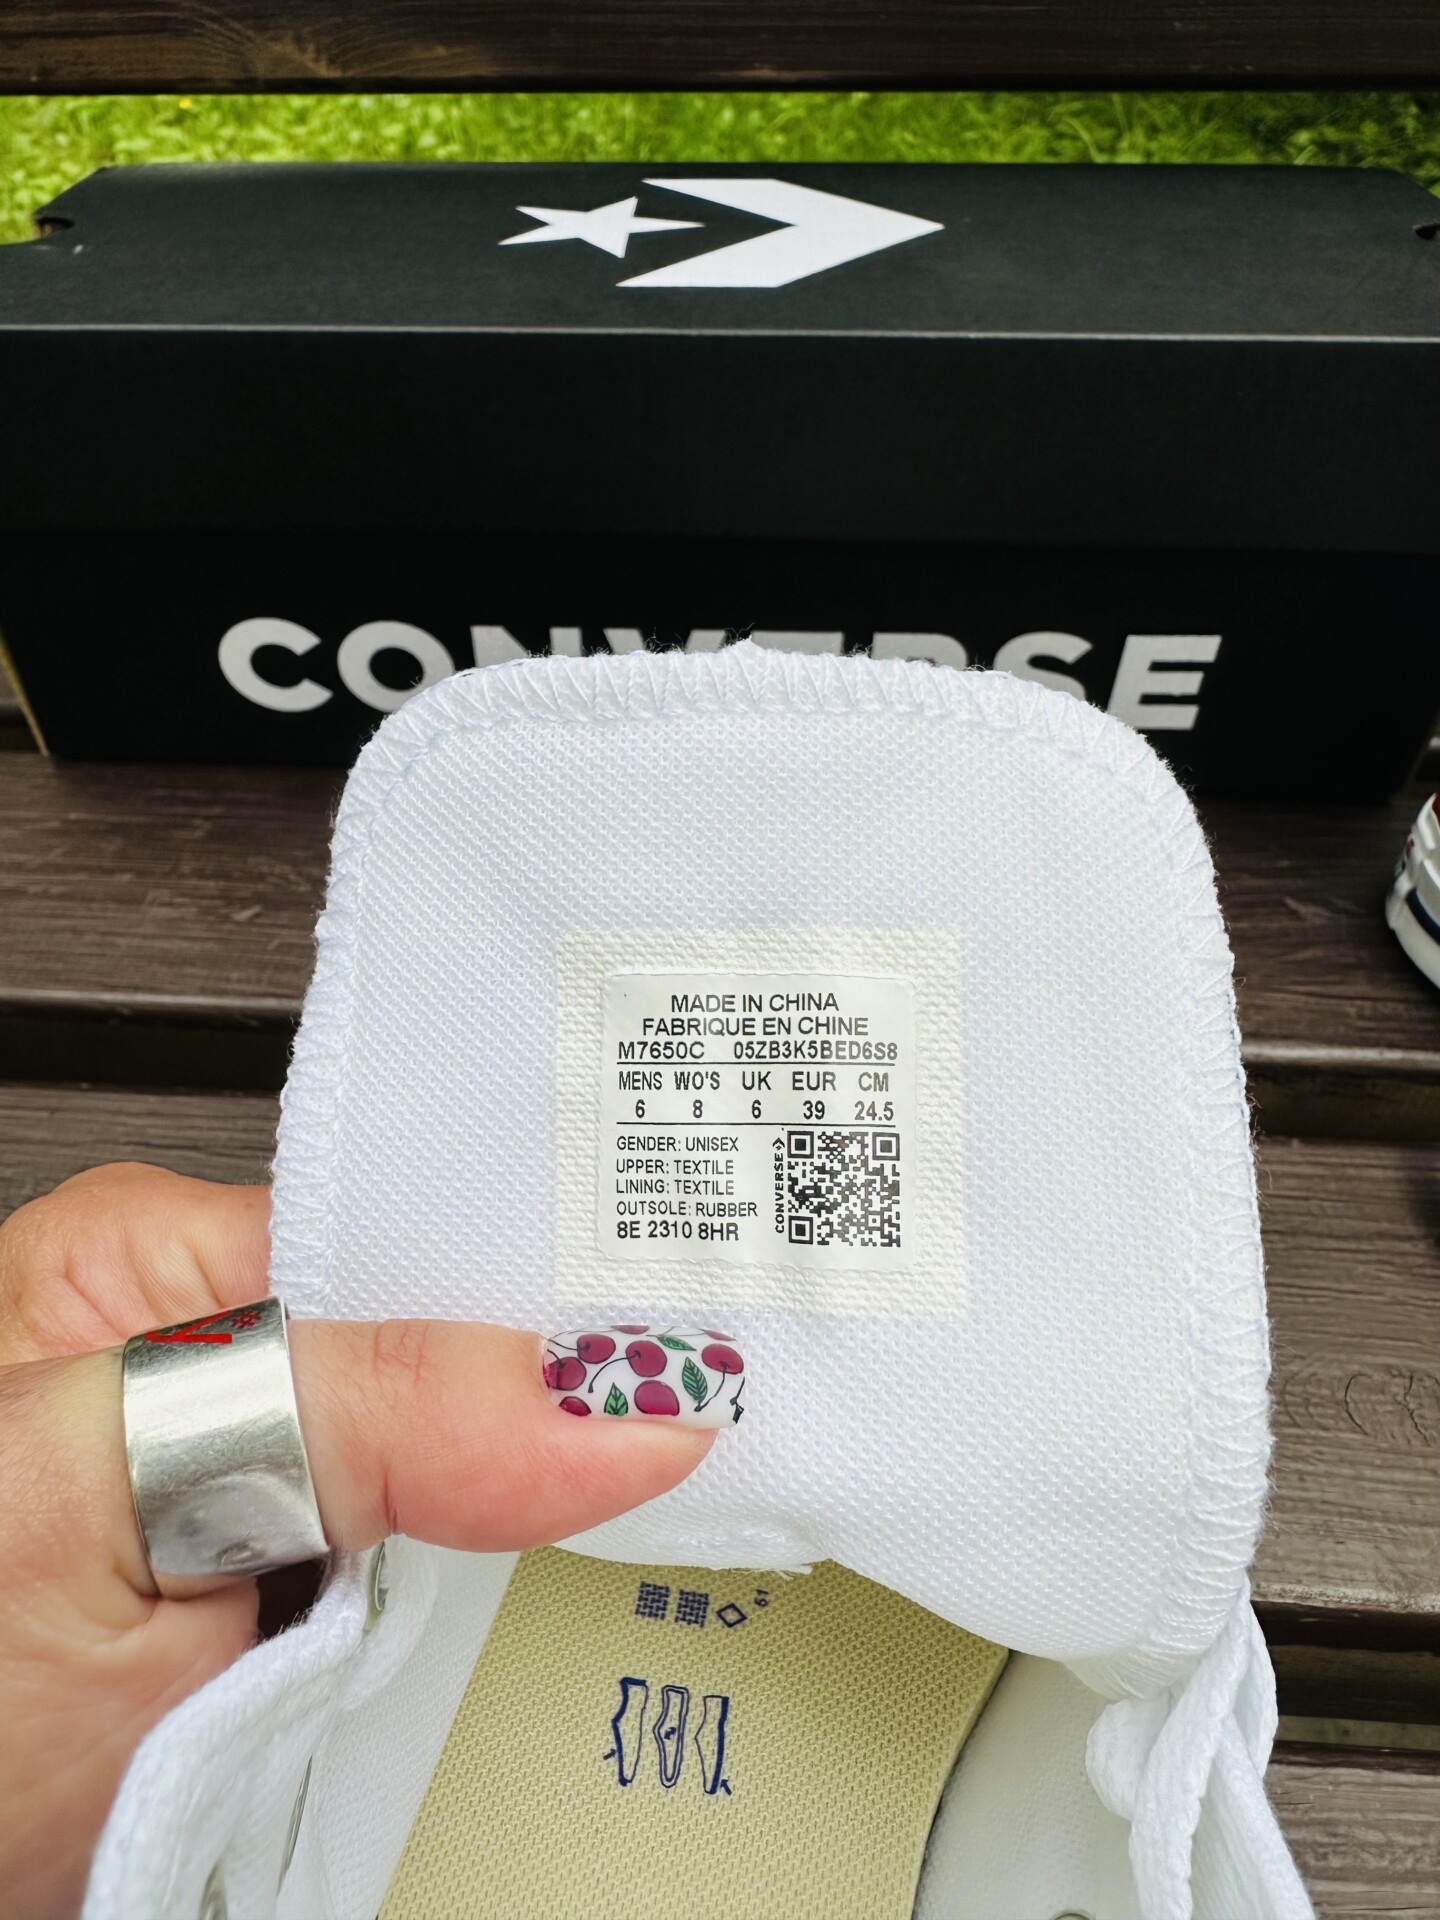 CONVERSE
MADE IN CHINA
FABRIQUE EN CHINE
M7650C 05ZB3K5BED6S8
MENS WO'S UK EUR CM
6 8 6 39 24.5
GENDER: UNISEX
UPPER: TEXTILE
LINING: TEXTILE
OUTSOLE: RUBBER
8E 2310 8HR
CONVERSE